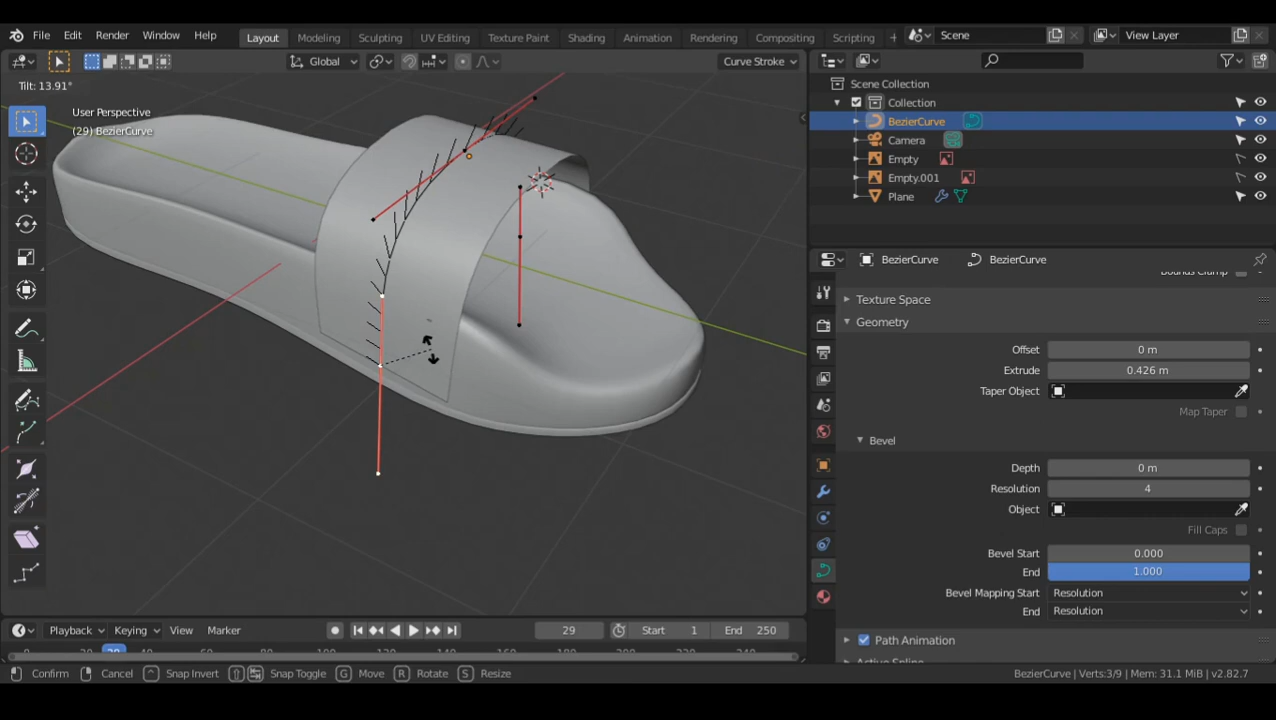 File Edit Render Window Help Layout Modeling Sculpting UV Editing Texture Paint Shading Animation Rendering Compositing Scripting + Scene View Layer
Global Curve Stroke
Tilt: 13.91°
User Perspective
(29) BezierCurve
Scene Collection
Collection
BezierCurve
Camera
Empty
Empty.001
Plane
BezierCurve BezierCurve
Bounds Clamp
Texture Space
Geometry
Offset 0 m
Extrude 0.426 m
Taper Object
Map Taper
Bevel
Depth 0 m
Resolution 4
Object
Fill Caps
Bevel Start 0.000
End 1.000
Bevel Mapping Start Resolution
End Resolution
Path Animation
Active Spline
Playback Keying View Marker 29 Start 1 End 250
Confirm Cancel Snap Invert Snap Toggle G Move R Rotate S Resize BezierCurve | Verts:3/9 | Mem: 31.1 MiB | v2.82.7